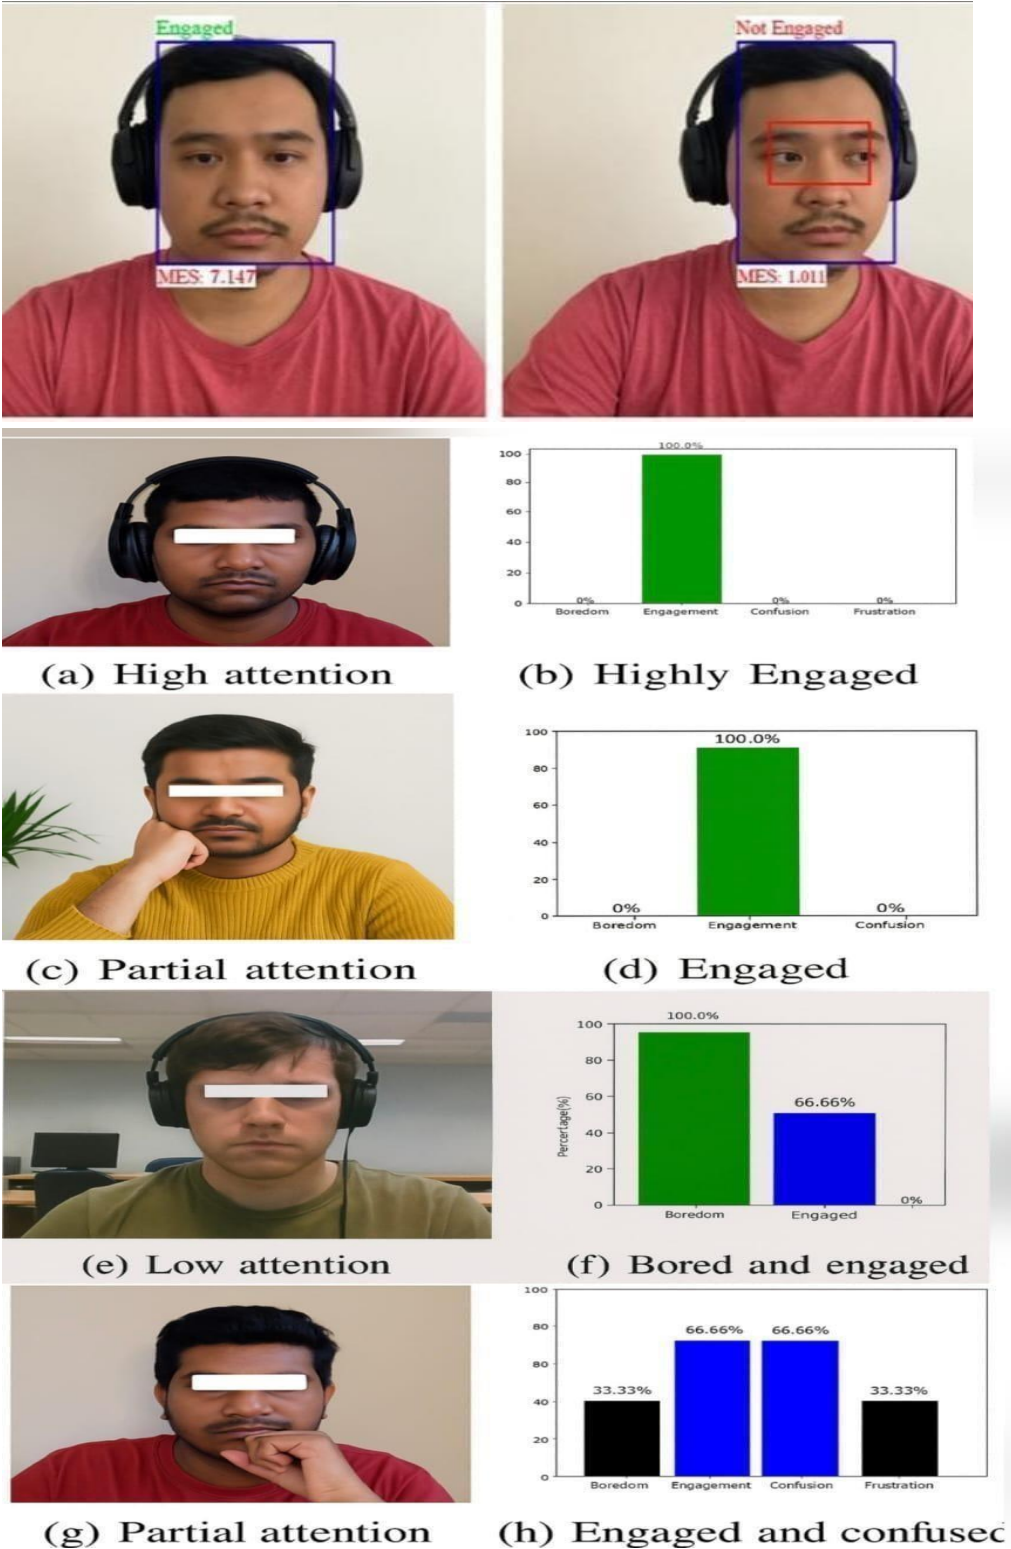 Engaged
Not Engaged
MES: 7.147
MES: 1.011
100.0%
100
80
60
40
20
0
0%
0%
0%
Boredom
Engagement
Confusion
Frustration
(a) High attention
(b) Highly Engaged
100
80
60
40
20
0
100.0%
0%
0%
Boredom
Engagement
Confusion
(c) Partial attention
(d) Engaged
100.0%
100
80
60
40
20
0
Percertage(%)
66.66%
0%
Boredom
Engaged
(e) Low attention
(f) Bored and engaged
100
80
80
40
20
0
33.33%
66.66%
66.66%
33.33%
Boredom
Engagement
Confusion
Frustration
(g) Partial attention
(h) Engaged and confused